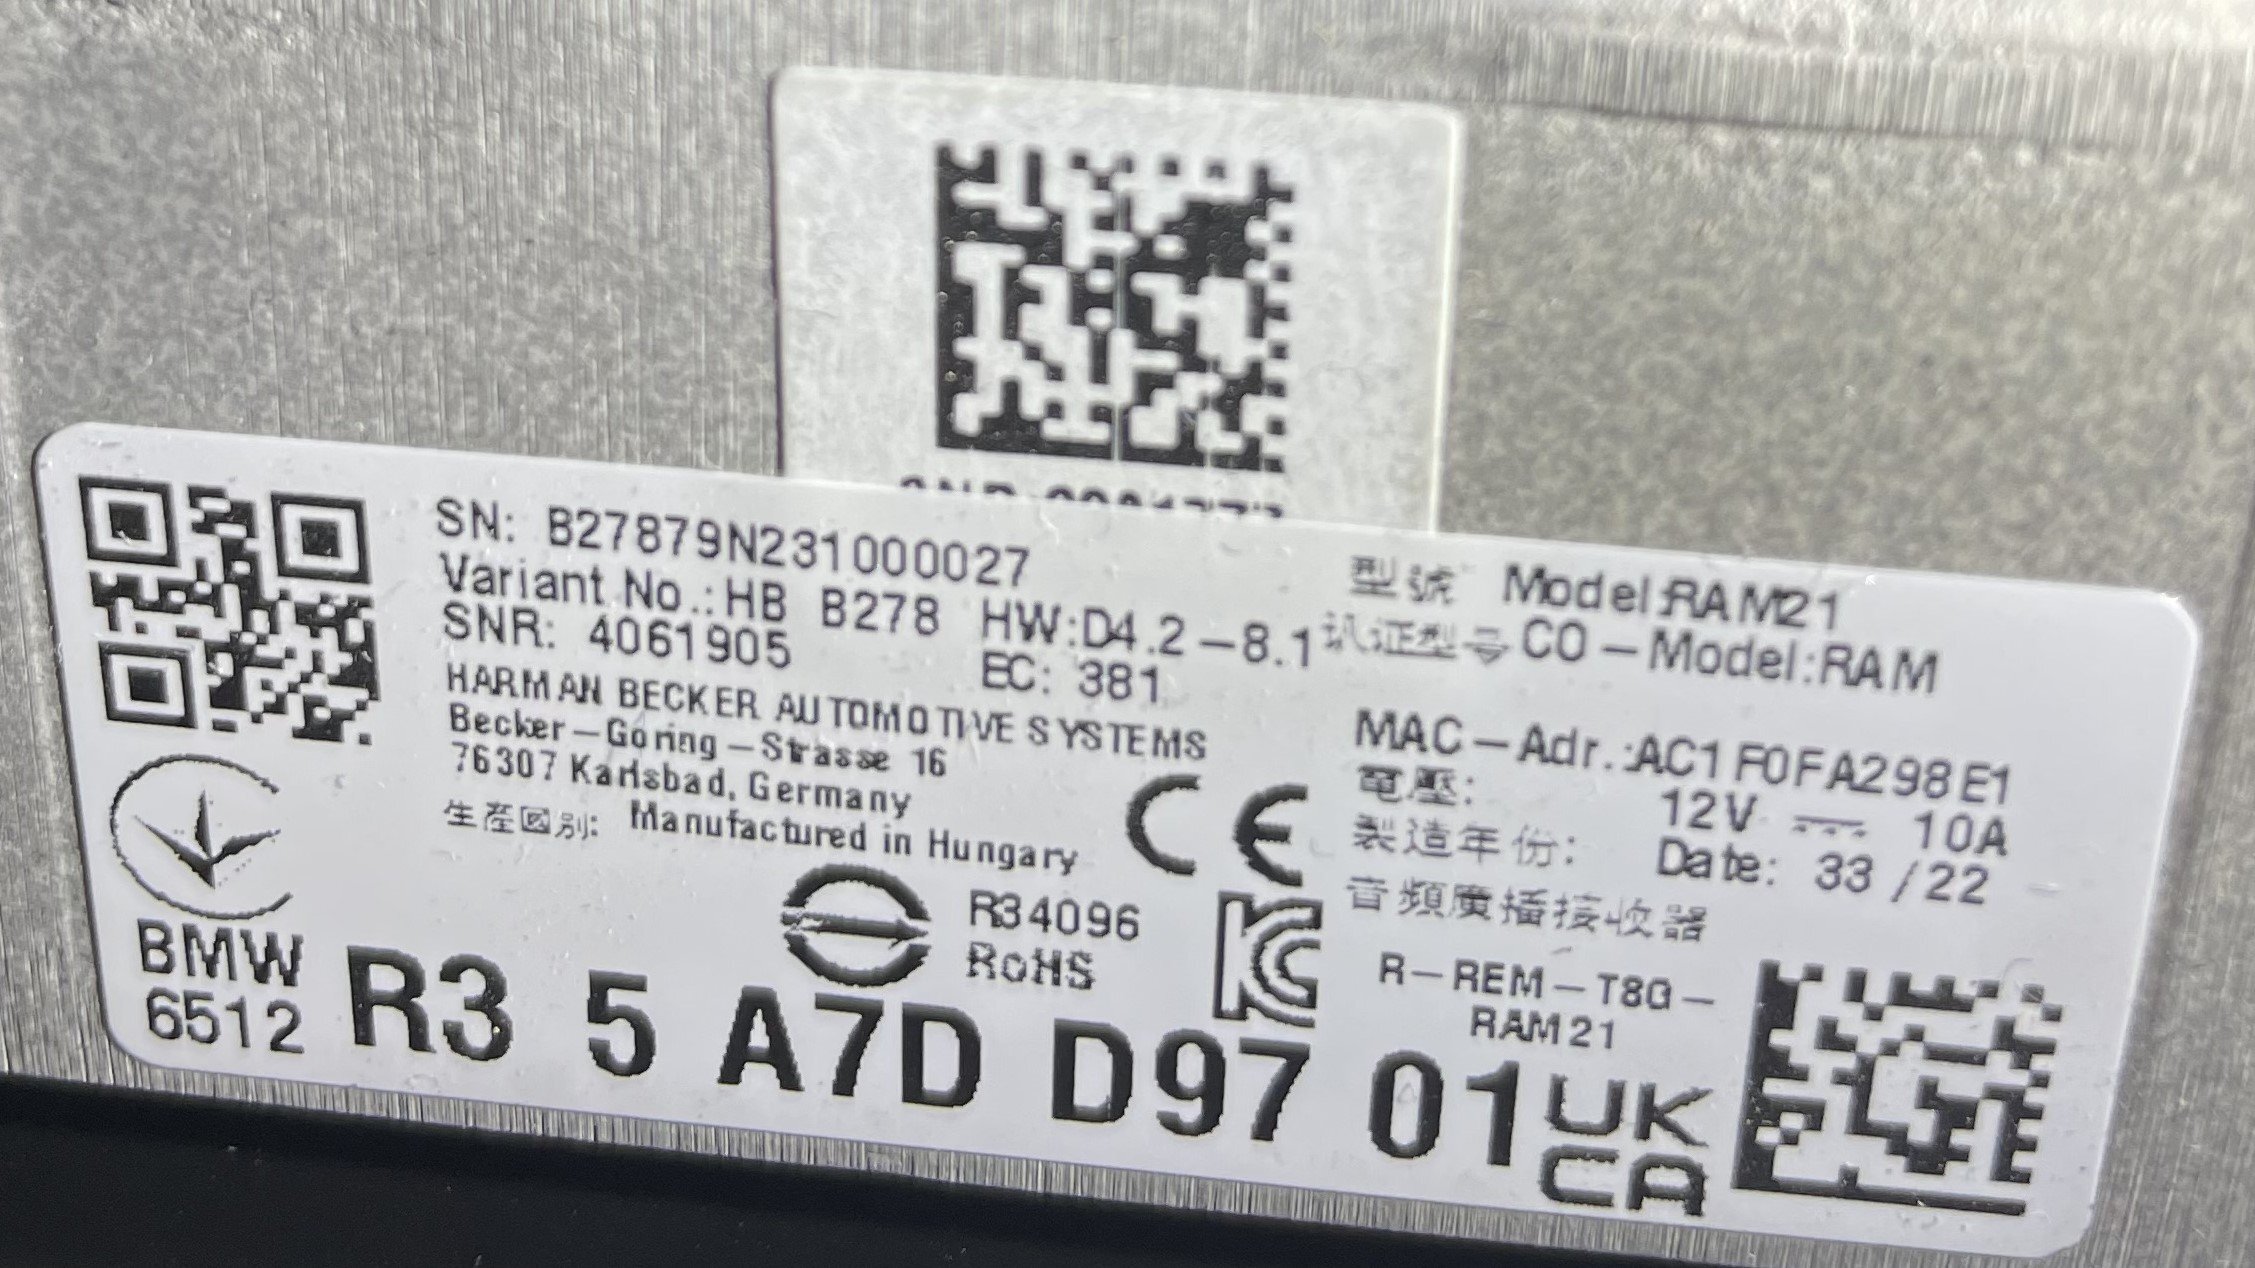 SN: B27879N231000027
Variant No.: HB B278 HW:D4.2-8.1
SNR: 4061905 EC: 381
HARMAN BECKER AUTOMOTIVE SYSTEMS
Becker-Göring-Strasse 16
76307 Karlsbad, Germany
生產國別: Manufactured in Hungary
CE
R34096
RoHS
型號 Model:RAM21
认证型号 CO-Model:RAM
MAC-Adr.:AC1F0FA298E1
電壓: 12V 10A
製造年份: Date: 33/22
音頻廣播接收器
R-REM-T8G-
RAM21
BMW
6512
R3 5 A7D D97 01
UK
CA